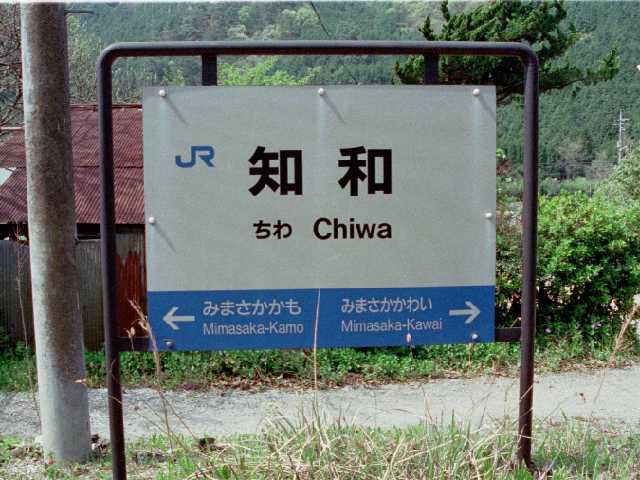 JR
知和
ちわ Chiwa
← みまさかかも みまさかかわい →
Mimasaka-Kamo Mimasaka-Kawai